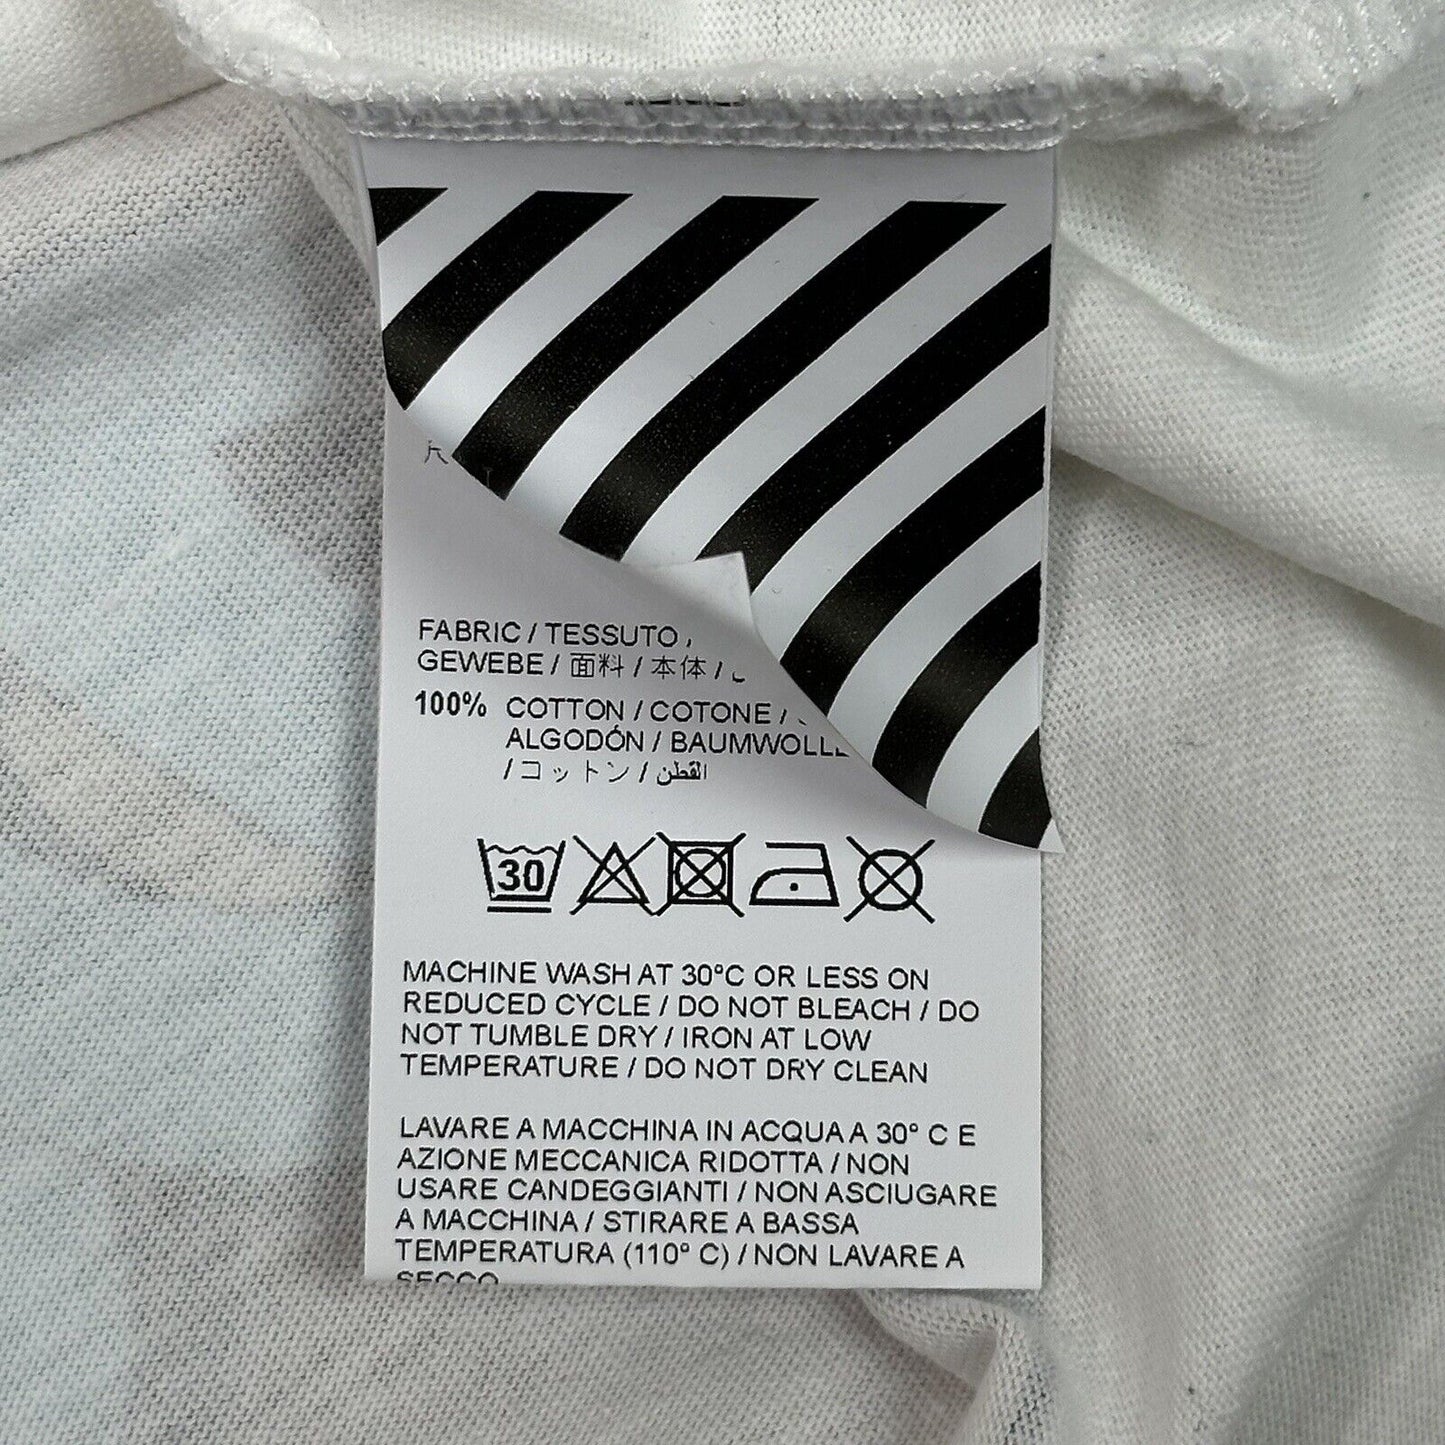 FABRIC / TESSUTO
GEWEBE / 面料 / 本体 /
100% COTTON / COTONE /
ALGODÓN / BAUMWOLLE
/ コットン / القطن
30
MACHINE WASH AT 30°C OR LESS ON
REDUCED CYCLE / DO NOT BLEACH / DO
NOT TUMBLE DRY / IRON AT LOW
TEMPERATURE / DO NOT DRY CLEAN
LAVARE A MACCHINA IN ACQUA A 30° C E
AZIONE MECCANICA RIDOTTA / NON
USARE CANDEGGIANTI / NON ASCIUGARE
A MACCHINA / STIRARE A BASSA
TEMPERATURA (110° C) / NON LAVARE A
SECCO